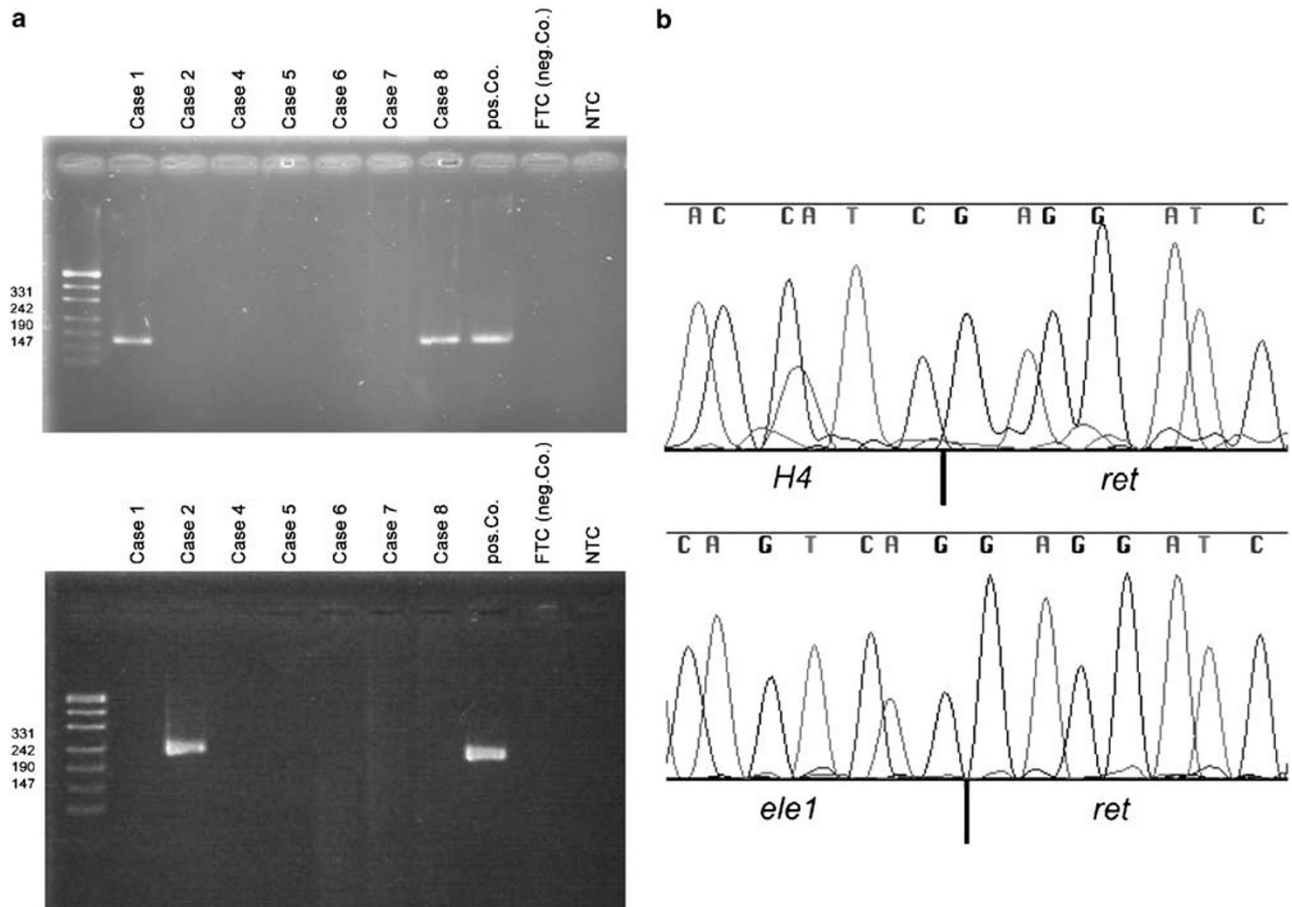 a
Case 1
Case 2
Case 4
Case 5
Case 6
Case 7
Case 8
pos.Co.
FTC (neg.Co.)
NTC
331
242
190
147
Case 1
Case 2
Case 4
Case 5
Case 6
Case 7
Case 8
pos.Co.
FTC (neg.Co.)
NTC
331
242
190
147
b
A C C A T C G A G G A T C
H4 ret
C A G T C A G G A G G A T C
ele1 ret